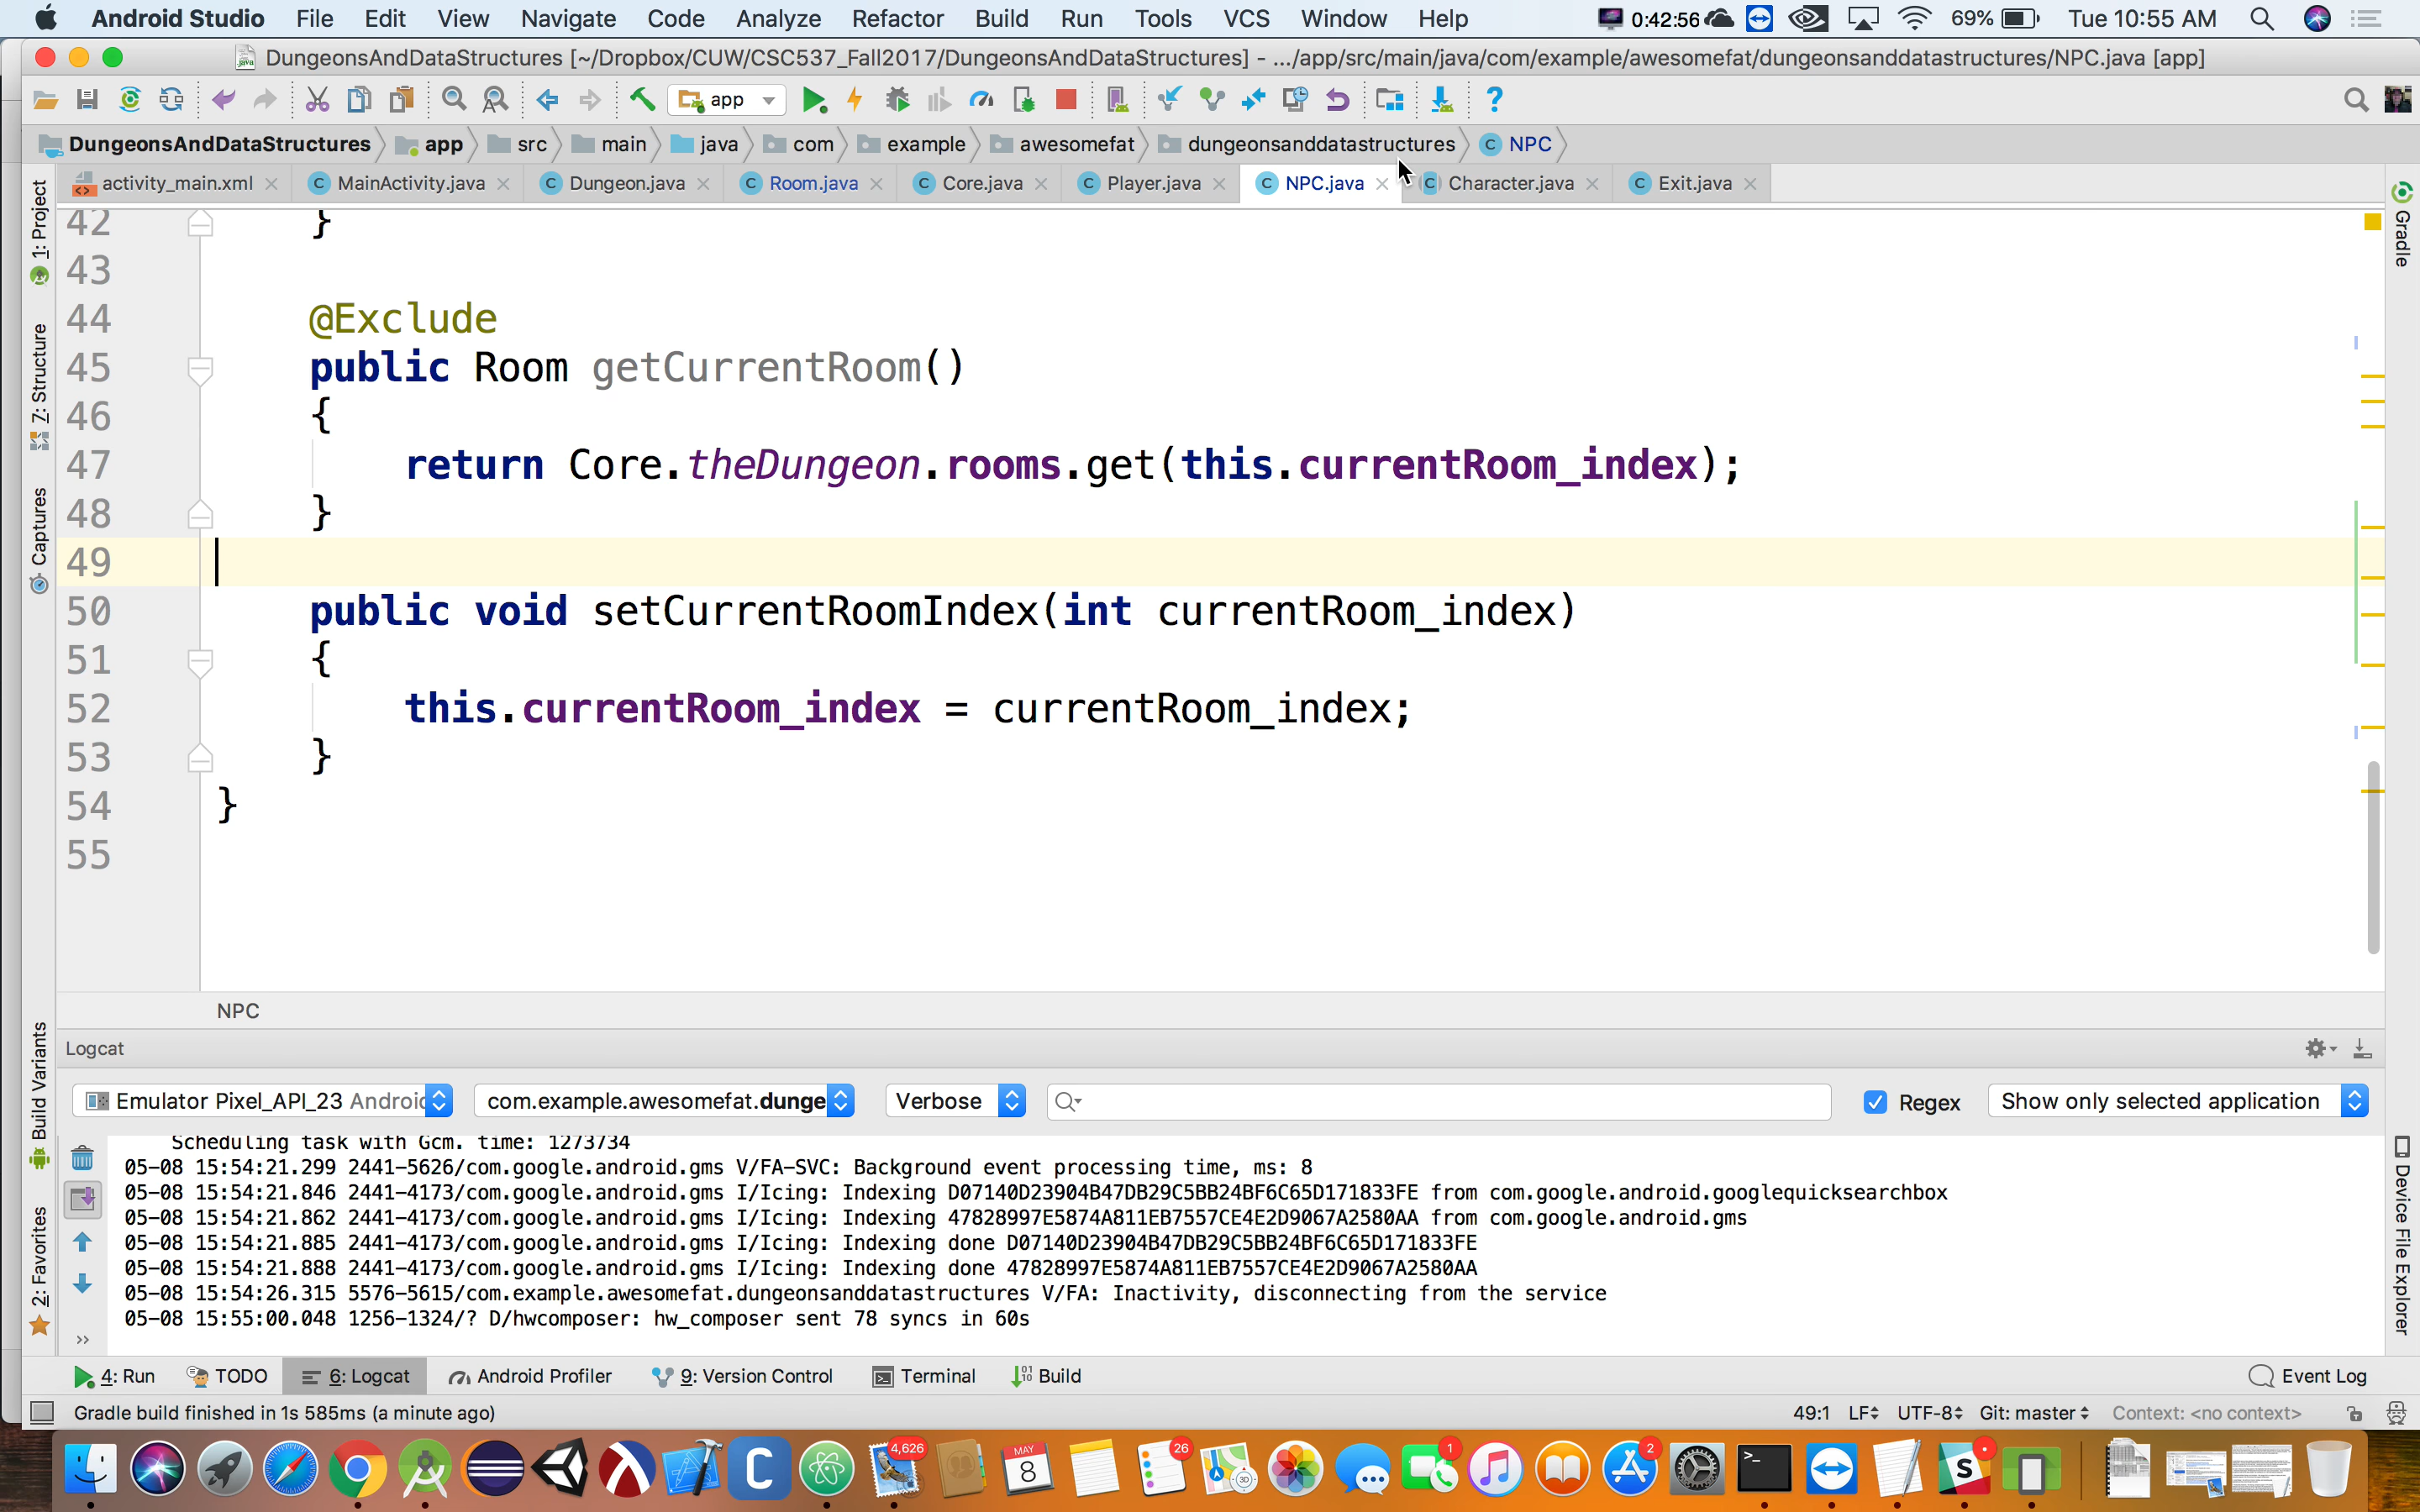 Android Studio File Edit View Navigate Code Analyze Refactor Build Run Tools VCS Window Help 0:42:56 69% Tue 10:55 AM
DungeonsAndDataStructures [~/Dropbox/CUW/CSC537_Fall2017/DungeonsAndDataStructures] - .../app/src/main/java/com/example/awesomefat/dungeonsanddatastructures/NPC.java [app]
app
DungeonsAndDataStructures app src main java com example awesomefat dungeonsanddatastructures NPC
activity_main.xml MainActivity.java Dungeon.java Room.java Core.java Player.java NPC.java Character.java Exit.java
1: Project
7: Structure
Captures
Build Variants
2: Favorites
Gradle
Device File Explorer
42 }
43
44 @Exclude
45 public Room getCurrentRoom()
46 {
47 return Core.theDungeon.rooms.get(this.currentRoom_index);
48 }
49
50 public void setCurrentRoomIndex(int currentRoom_index)
51 {
52 this.currentRoom_index = currentRoom_index;
53 }
54 }
55
NPC
Logcat
Emulator Pixel_API_23 Android com.example.awesomefat.dunge Verbose Regex Show only selected application
Scheduling task with Gcm. time: 1273734
05-08 15:54:21.299 2441-5626/com.google.android.gms V/FA-SVC: Background event processing time, ms: 8
05-08 15:54:21.846 2441-4173/com.google.android.gms I/Icing: Indexing D07140D23904B47DB29C5BB24BF6C65D171833FE from com.google.android.googlequicksearchbox
05-08 15:54:21.862 2441-4173/com.google.android.gms I/Icing: Indexing 47828997E5874A811EB7557CE4E2D9067A2580AA from com.google.android.gms
05-08 15:54:21.885 2441-4173/com.google.android.gms I/Icing: Indexing done D07140D23904B47DB29C5BB24BF6C65D171833FE
05-08 15:54:21.888 2441-4173/com.google.android.gms I/Icing: Indexing done 47828997E5874A811EB7557CE4E2D9067A2580AA
05-08 15:54:26.315 5576-5615/com.example.awesomefat.dungeonsanddatastructures V/FA: Inactivity, disconnecting from the service
05-08 15:55:00.048 1256-1324/? D/hwcomposer: hw_composer sent 78 syncs in 60s
4: Run TODO 6: Logcat Android Profiler 9: Version Control Terminal Build Event Log
Gradle build finished in 1s 585ms (a minute ago) 49:1 LF UTF-8 Git: master Context: <no context>
4,626 MAY 8 26 3D 1 2